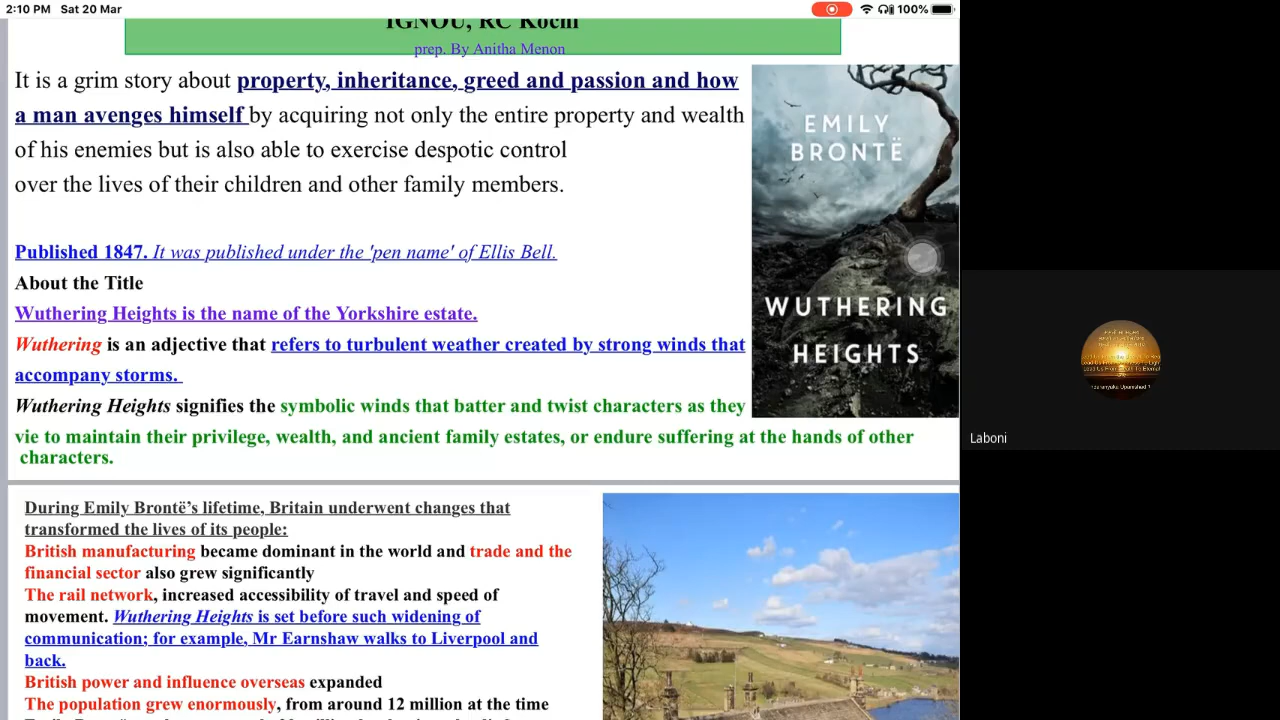 2:10 PM Sat 20 Mar
100%
IGNOU, RC Kochi
prep. By Anitha Menon
It is a grim story about property, inheritance, greed and passion and how
a man avenges himself by acquiring not only the entire property and wealth
of his enemies but is also able to exercise despotic control
over the lives of their children and other family members.
EMILY
BRONTË
WUTHERING
HEIGHTS
Published 1847. It was published under the 'pen name' of Ellis Bell.
About the Title
Wuthering Heights is the name of the Yorkshire estate.
Wuthering is an adjective that refers to turbulent weather created by strong winds that
accompany storms.
Wuthering Heights signifies the symbolic winds that batter and twist characters as they
vie to maintain their privilege, wealth, and ancient family estates, or endure suffering at the hands of other
characters.
During Emily Brontë's lifetime, Britain underwent changes that
transformed the lives of its people:
British manufacturing became dominant in the world and trade and the
financial sector also grew significantly
The rail network, increased accessibility of travel and speed of
movement. Wuthering Heights is set before such widening of
communication; for example, Mr Earnshaw walks to Liverpool and
back.
British power and influence overseas expanded
The population grew enormously, from around 12 million at the time
Laboni